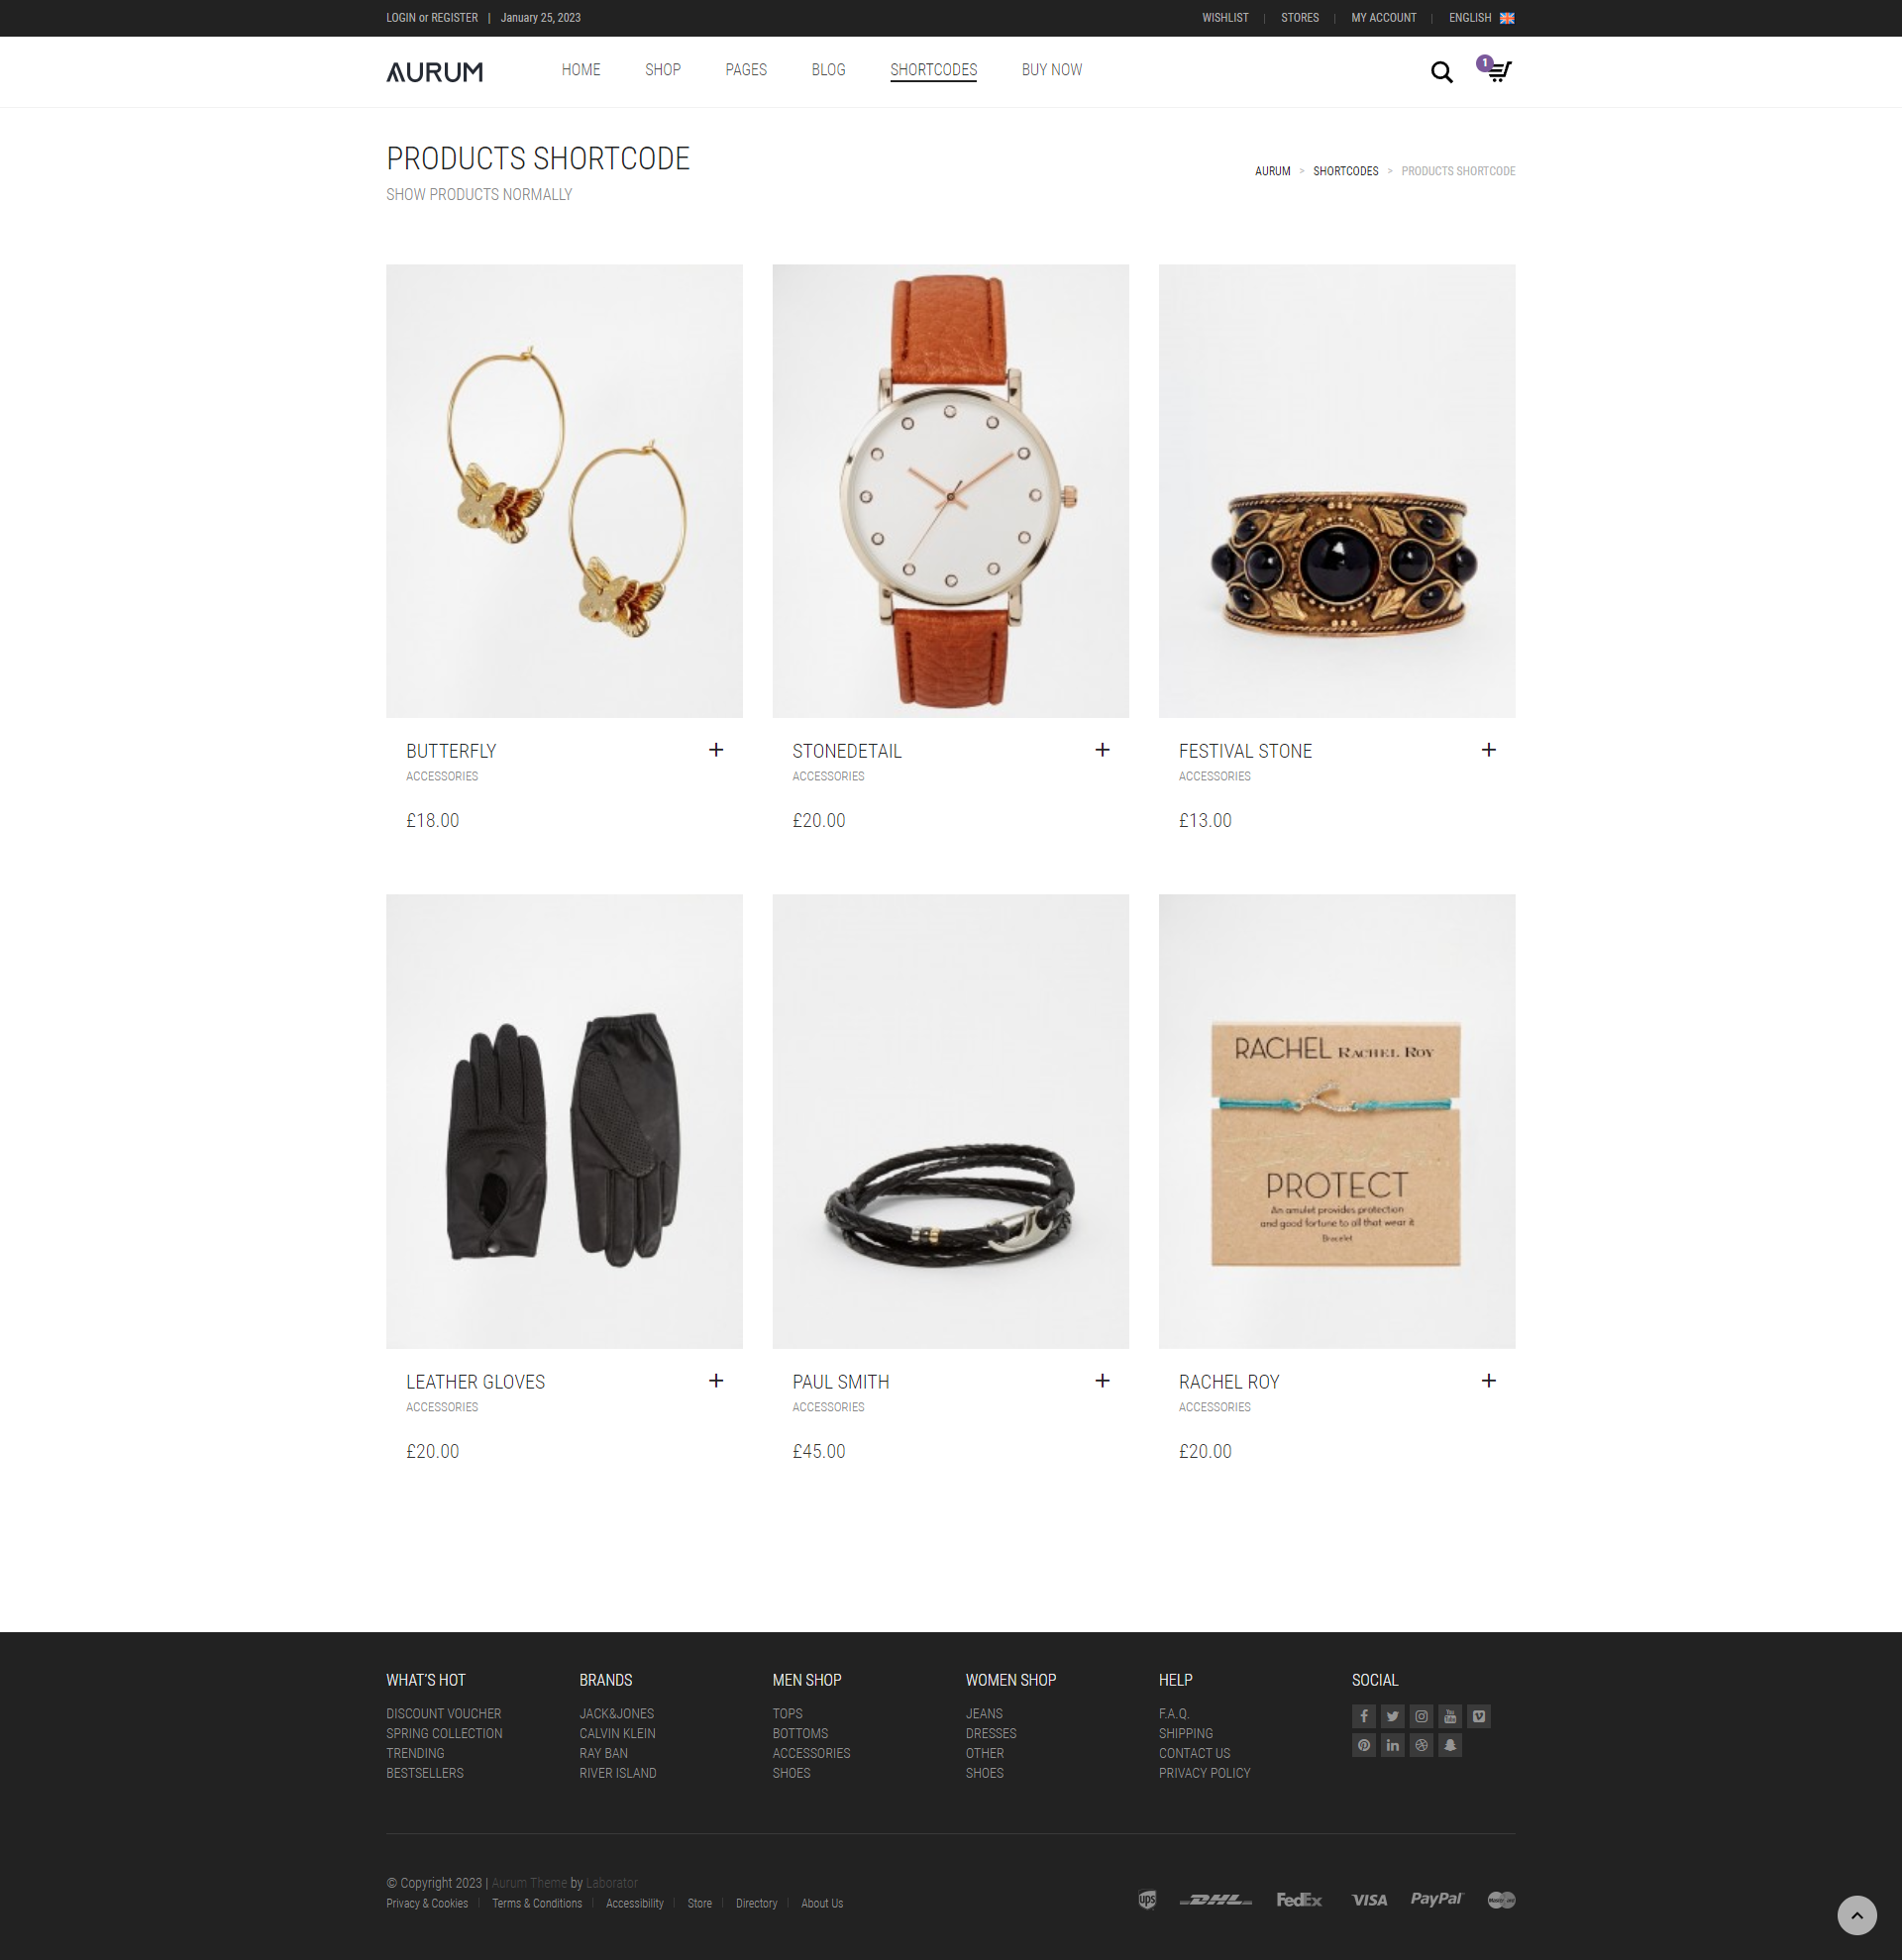 LOGIN or REGISTER | January 25, 2023
WISHLIST | STORES | MY ACCOUNT | ENGLISH
AURUM
HOME SHOP PAGES BLOG SHORTCODES BUY NOW
1
PRODUCTS SHORTCODE
SHOW PRODUCTS NORMALLY
AURUM > SHORTCODES > PRODUCTS SHORTCODE
BUTTERFLY +
ACCESSORIES
£18.00
STONEDETAIL +
ACCESSORIES
£20.00
FESTIVAL STONE +
ACCESSORIES
£13.00
RACHEL RACHEL ROY
PROTECT
An amulet provides protection
and good fortune to all that wear it
Bracelet
LEATHER GLOVES +
ACCESSORIES
£20.00
PAUL SMITH +
ACCESSORIES
£45.00
RACHEL ROY +
ACCESSORIES
£20.00
WHAT'S HOT
DISCOUNT VOUCHER
SPRING COLLECTION
TRENDING
BESTSELLERS
BRANDS
JACK&JONES
CALVIN KLEIN
RAY BAN
RIVER ISLAND
MEN SHOP
TOPS
BOTTOMS
ACCESSORIES
SHOES
WOMEN SHOP
JEANS
DRESSES
OTHER
SHOES
HELP
F.A.Q.
SHIPPING
CONTACT US
PRIVACY POLICY
SOCIAL
© Copyright 2023 | Aurum Theme by Laborator
Privacy & Cookies | Terms & Conditions | Accessibility | Store | Directory | About Us
ups DHL FedEx VISA PayPal